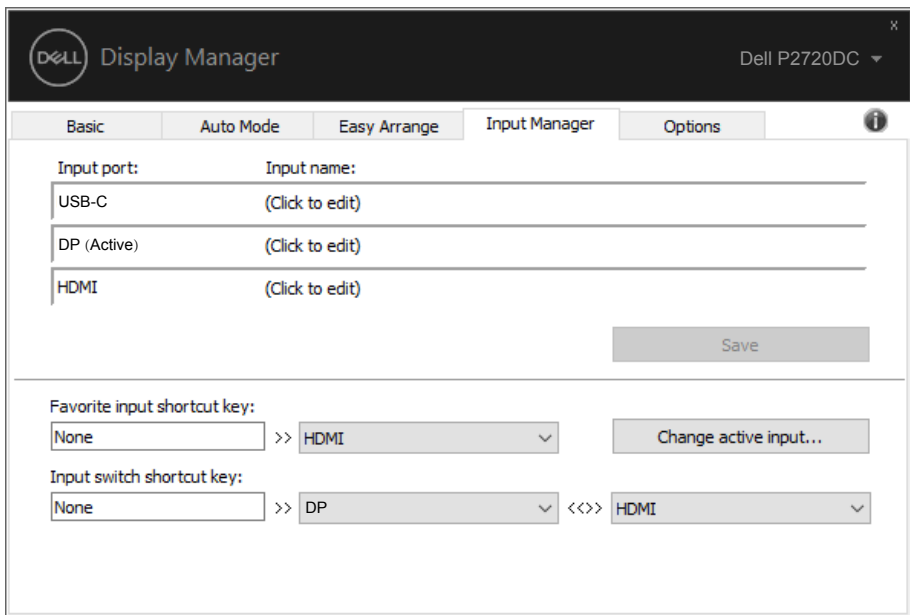 x
DELL Display Manager Dell P2720DC
Basic Auto Mode Easy Arrange Input Manager Options i
Input port: Input name:
USB-C (Click to edit)
DP (Active) (Click to edit)
HDMI (Click to edit)
Save
Favorite input shortcut key:
None >> HDMI Change active input...
Input switch shortcut key:
None >> DP <<>> HDMI